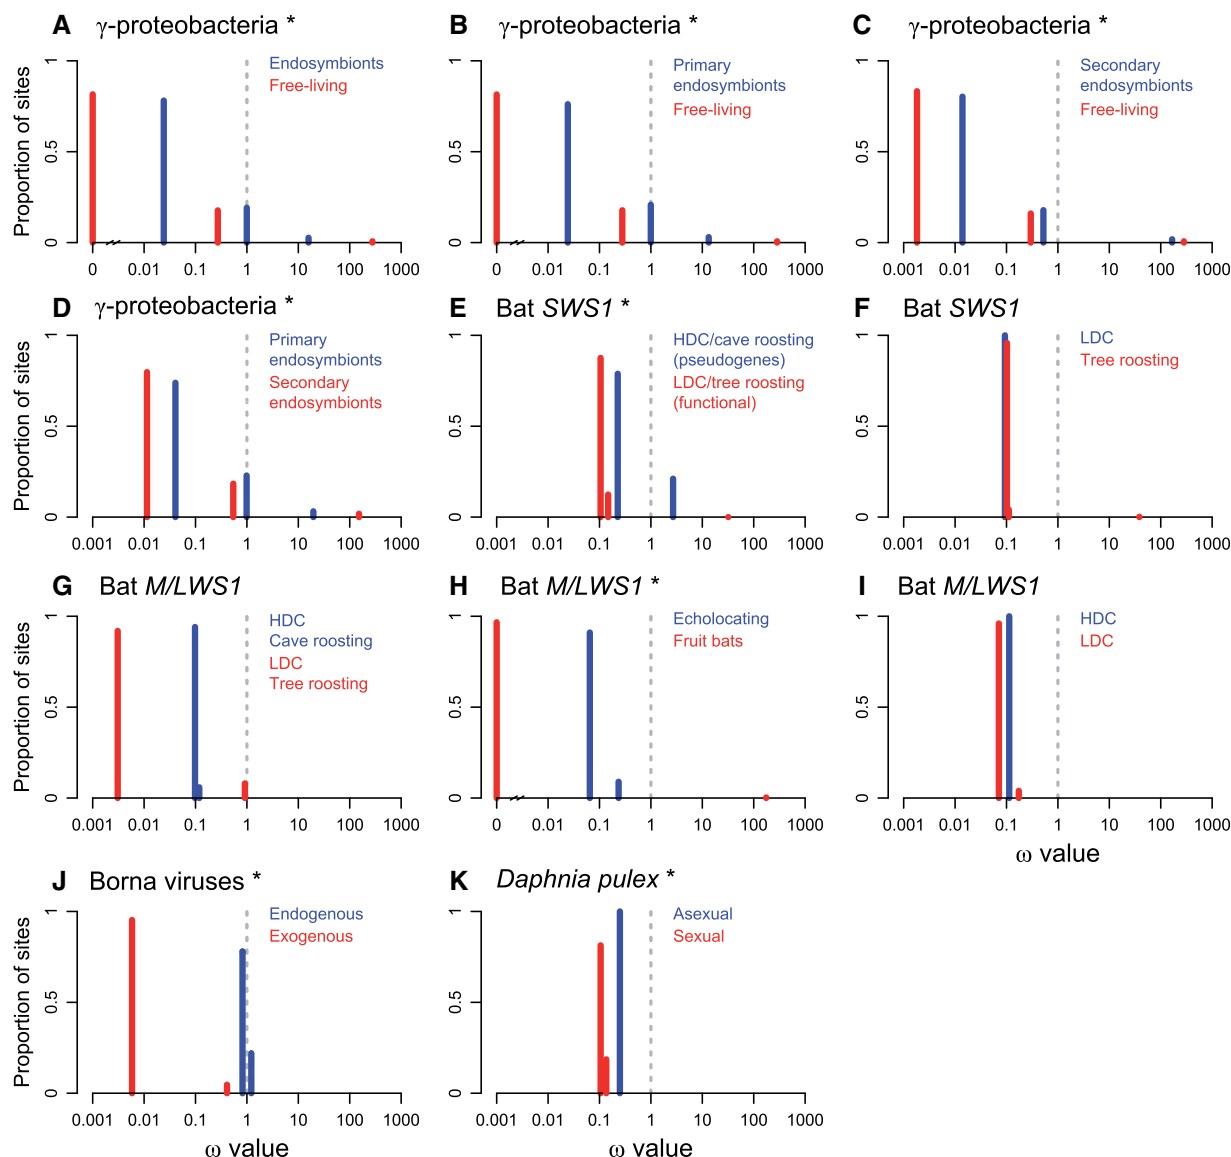 A γ-proteobacteria *
B γ-proteobacteria *
C γ-proteobacteria *
Proportion of sites
1
0.5
0
Endosymbionts
Free-living
0 0.01 0.1 1 10 100 1000
1
0.5
0
Primary
endosymbionts
Free-living
0 0.01 0.1 1 10 100 1000
1
0.5
0
Secondary
endosymbionts
Free-living
0.001 0.01 0.1 1 10 100 1000
D γ-proteobacteria *
E Bat SWS1 *
F Bat SWS1
Proportion of sites
1
0.5
0
Primary
endosymbionts
Secondary
endosymbionts
0.001 0.01 0.1 1 10 100 1000
1
0.5
0
HDC/cave roosting
(pseudogenes)
LDC/tree roosting
(functional)
0.001 0.01 0.1 1 10 100 1000
1
0.5
0
LDC
Tree roosting
0.001 0.01 0.1 1 10 100 1000
G Bat M/LWS1
H Bat M/LWS1 *
I Bat M/LWS1
Proportion of sites
1
0.5
0
HDC
Cave roosting
LDC
Tree roosting
0.001 0.01 0.1 1 10 100 1000
1
0.5
0
Echolocating
Fruit bats
0 0.01 0.1 1 10 100 1000
1
0.5
0
HDC
LDC
0.001 0.01 0.1 1 10 100 1000
ω value
J Borna viruses *
K Daphnia pulex *
Proportion of sites
1
0.5
0
Endogenous
Exogenous
0.001 0.01 0.1 1 10 100 1000
ω value
1
0.5
0
Asexual
Sexual
0.001 0.01 0.1 1 10 100 1000
ω value